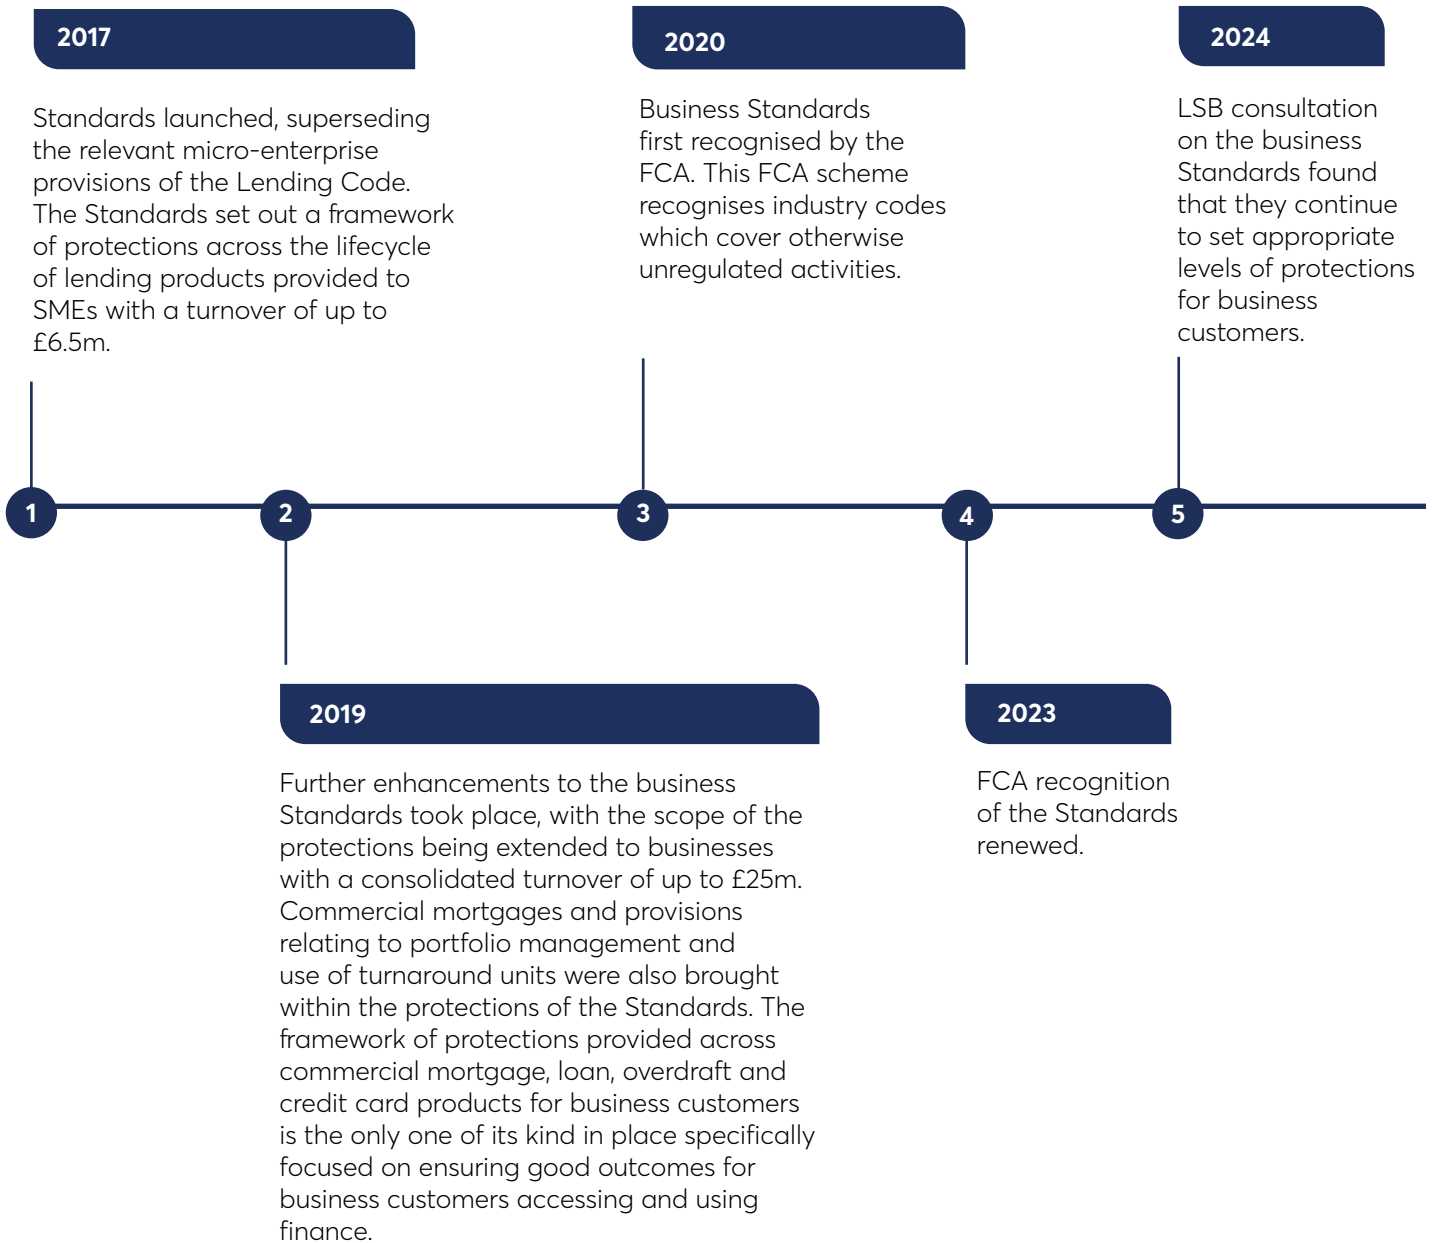 2017
Standards launched, superseding
the relevant micro-enterprise
provisions of the Lending Code.
The Standards set out a framework
of protections across the lifecycle
of lending products provided to
SMEs with a turnover of up to
£6.5m.
2020
Business Standards
first recognised by the
FCA. This FCA scheme
recognises industry codes
which cover otherwise
unregulated activities.
2024
LSB consultation
on the business
Standards found
that they continue
to set appropriate
levels of protections
for business
customers.
1
2
3
4
5
2019
Further enhancements to the business
Standards took place, with the scope of the
protections being extended to businesses
with a consolidated turnover of up to £25m.
Commercial mortgages and provisions
relating to portfolio management and
use of turnaround units were also brought
within the protections of the Standards. The
framework of protections provided across
commercial mortgage, loan, overdraft and
credit card products for business customers
is the only one of its kind in place specifically
focused on ensuring good outcomes for
business customers accessing and using
finance.
2023
FCA recognition
of the Standards
renewed.